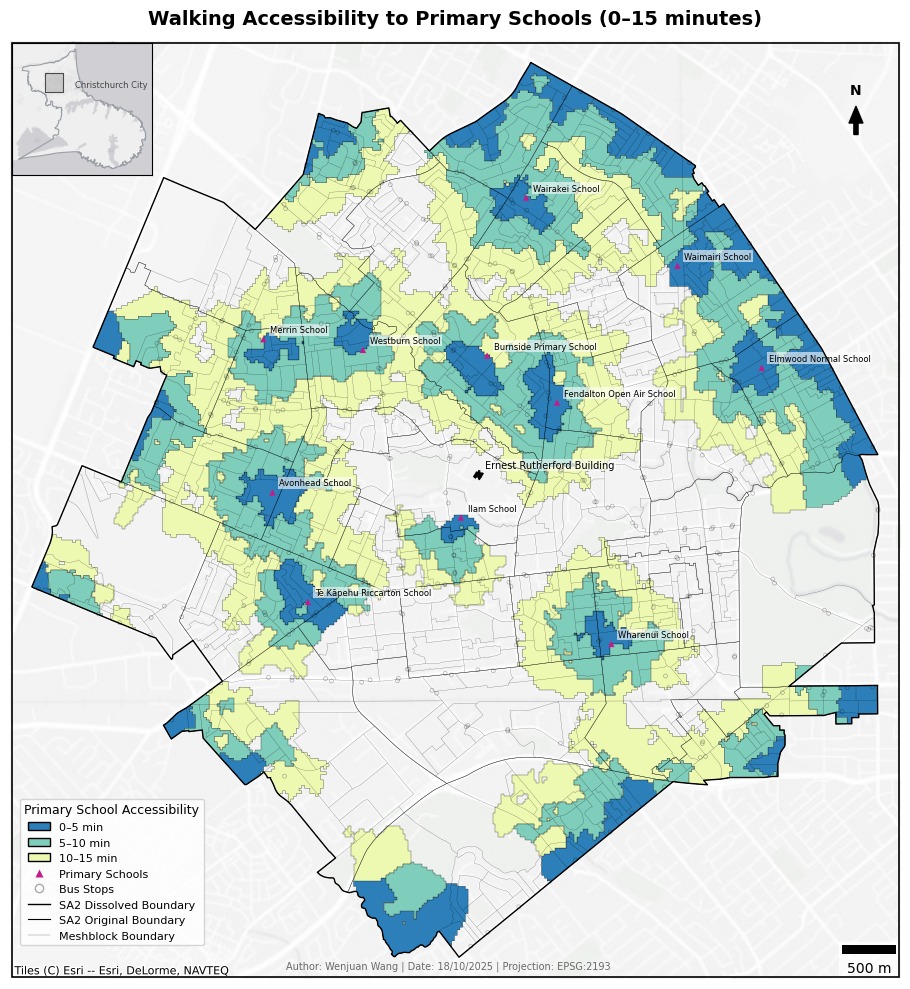 Walking Accessibility to Primary Schools (0–15 minutes)
Christchurch City
N
Wairakei School
Waimairi School
Merrin School
Westburn School
Burnside Primary School
Elmwood Normal School
Fendalton Open Air School
Ernest Rutherford Building
Avonhead School
Ilam School
Te Kāpehu Riccarton School
Wharenui School
Primary School Accessibility
0–5 min
5–10 min
10–15 min
Primary Schools
Bus Stops
SA2 Dissolved Boundary
SA2 Original Boundary
Meshblock Boundary
Tiles (C) Esri -- Esri, DeLorme, NAVTEQ
Author: Wenjuan Wang | Date: 18/10/2025 | Projection: EPSG:2193
500 m